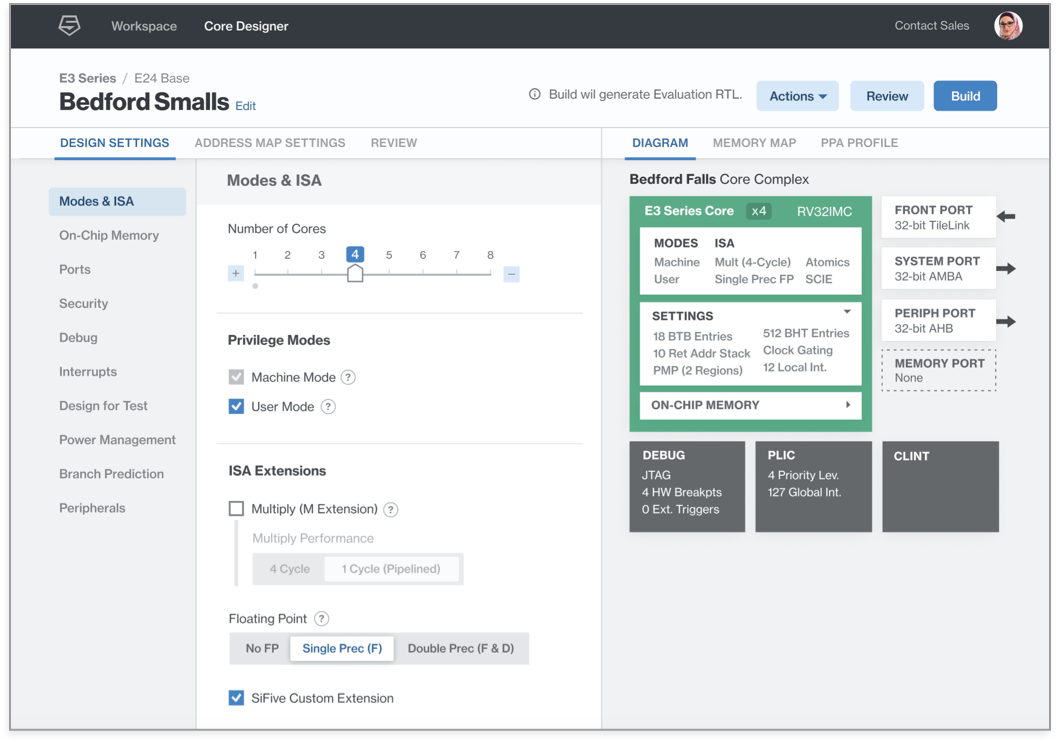 Workspace Core Designer Contact Sales
E3 Series / E24 Base
Bedford Smalls Edit
Build wil generate Evaluation RTL. Actions Review Build
DESIGN SETTINGS ADDRESS MAP SETTINGS REVIEW
Modes & ISA
On-Chip Memory
Ports
Security
Debug
Interrupts
Design for Test
Power Management
Branch Prediction
Peripherals
Modes & ISA
Number of Cores
1 2 3 4 5 6 7 8
+ −
Privilege Modes
Machine Mode ?
User Mode ?
ISA Extensions
Multiply (M Extension) ?
Multiply Performance
4 Cycle 1 Cycle (Pipelined)
Floating Point ?
No FP Single Prec (F) Double Prec (F & D)
SiFive Custom Extension
DIAGRAM MEMORY MAP PPA PROFILE
Bedford Falls Core Complex
E3 Series Core x4 RV32IMC
MODES ISA
Machine Mult (4-Cycle) Atomics
User Single Prec FP SCIE
SETTINGS
18 BTB Entries 512 BHT Entries
10 Ret Addr Stack Clock Gating
PMP (2 Regions) 12 Local Int.
ON-CHIP MEMORY
FRONT PORT
32-bit TileLink
SYSTEM PORT
32-bit AMBA
PERIPH PORT
32-bit AHB
MEMORY PORT
None
DEBUG
JTAG
4 HW Breakpts
0 Ext. Triggers
PLIC
4 Priority Lev.
127 Global Int.
CLINT